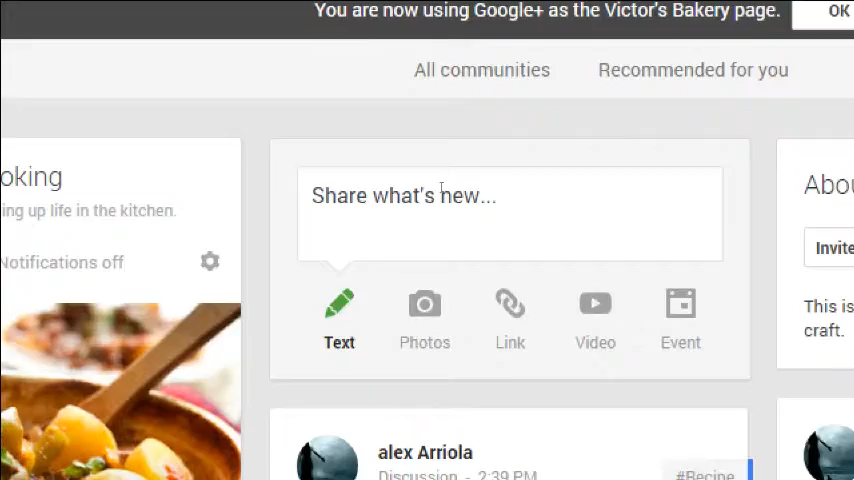 You are now using Google+ as the Victor's Bakery page.
OK
All communities
Recommended for you
oking
ing up life in the kitchen.
Notifications off
Share what's new...
Text
Photos
Link
Video
Event
Abou
Invite
This is
craft.
alex Arriola
Discussion - 2:39 PM
#Recipe